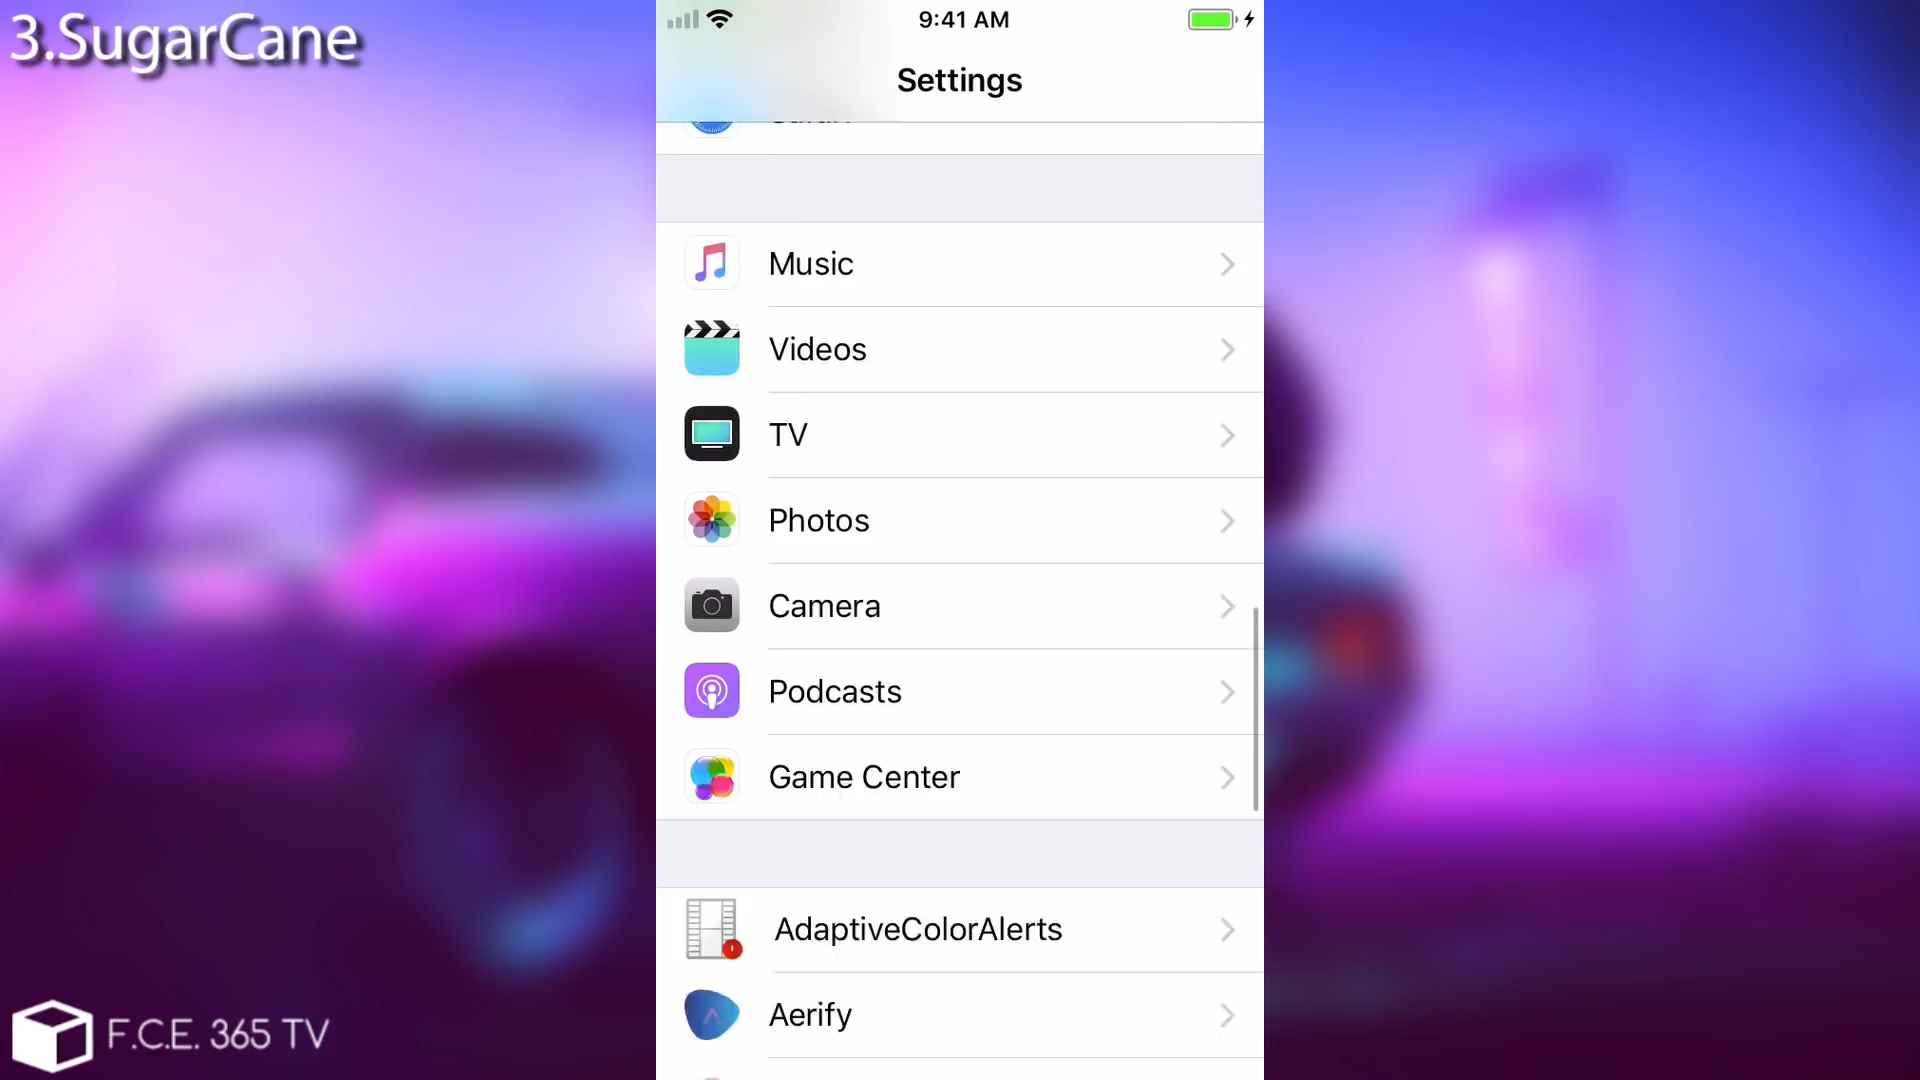 3.SugarCane
9:41 AM
Settings
Music
Videos
TV
Photos
Camera
Podcasts
Game Center
AdaptiveColorAlerts
Aerify
F.C.E. 365 TV